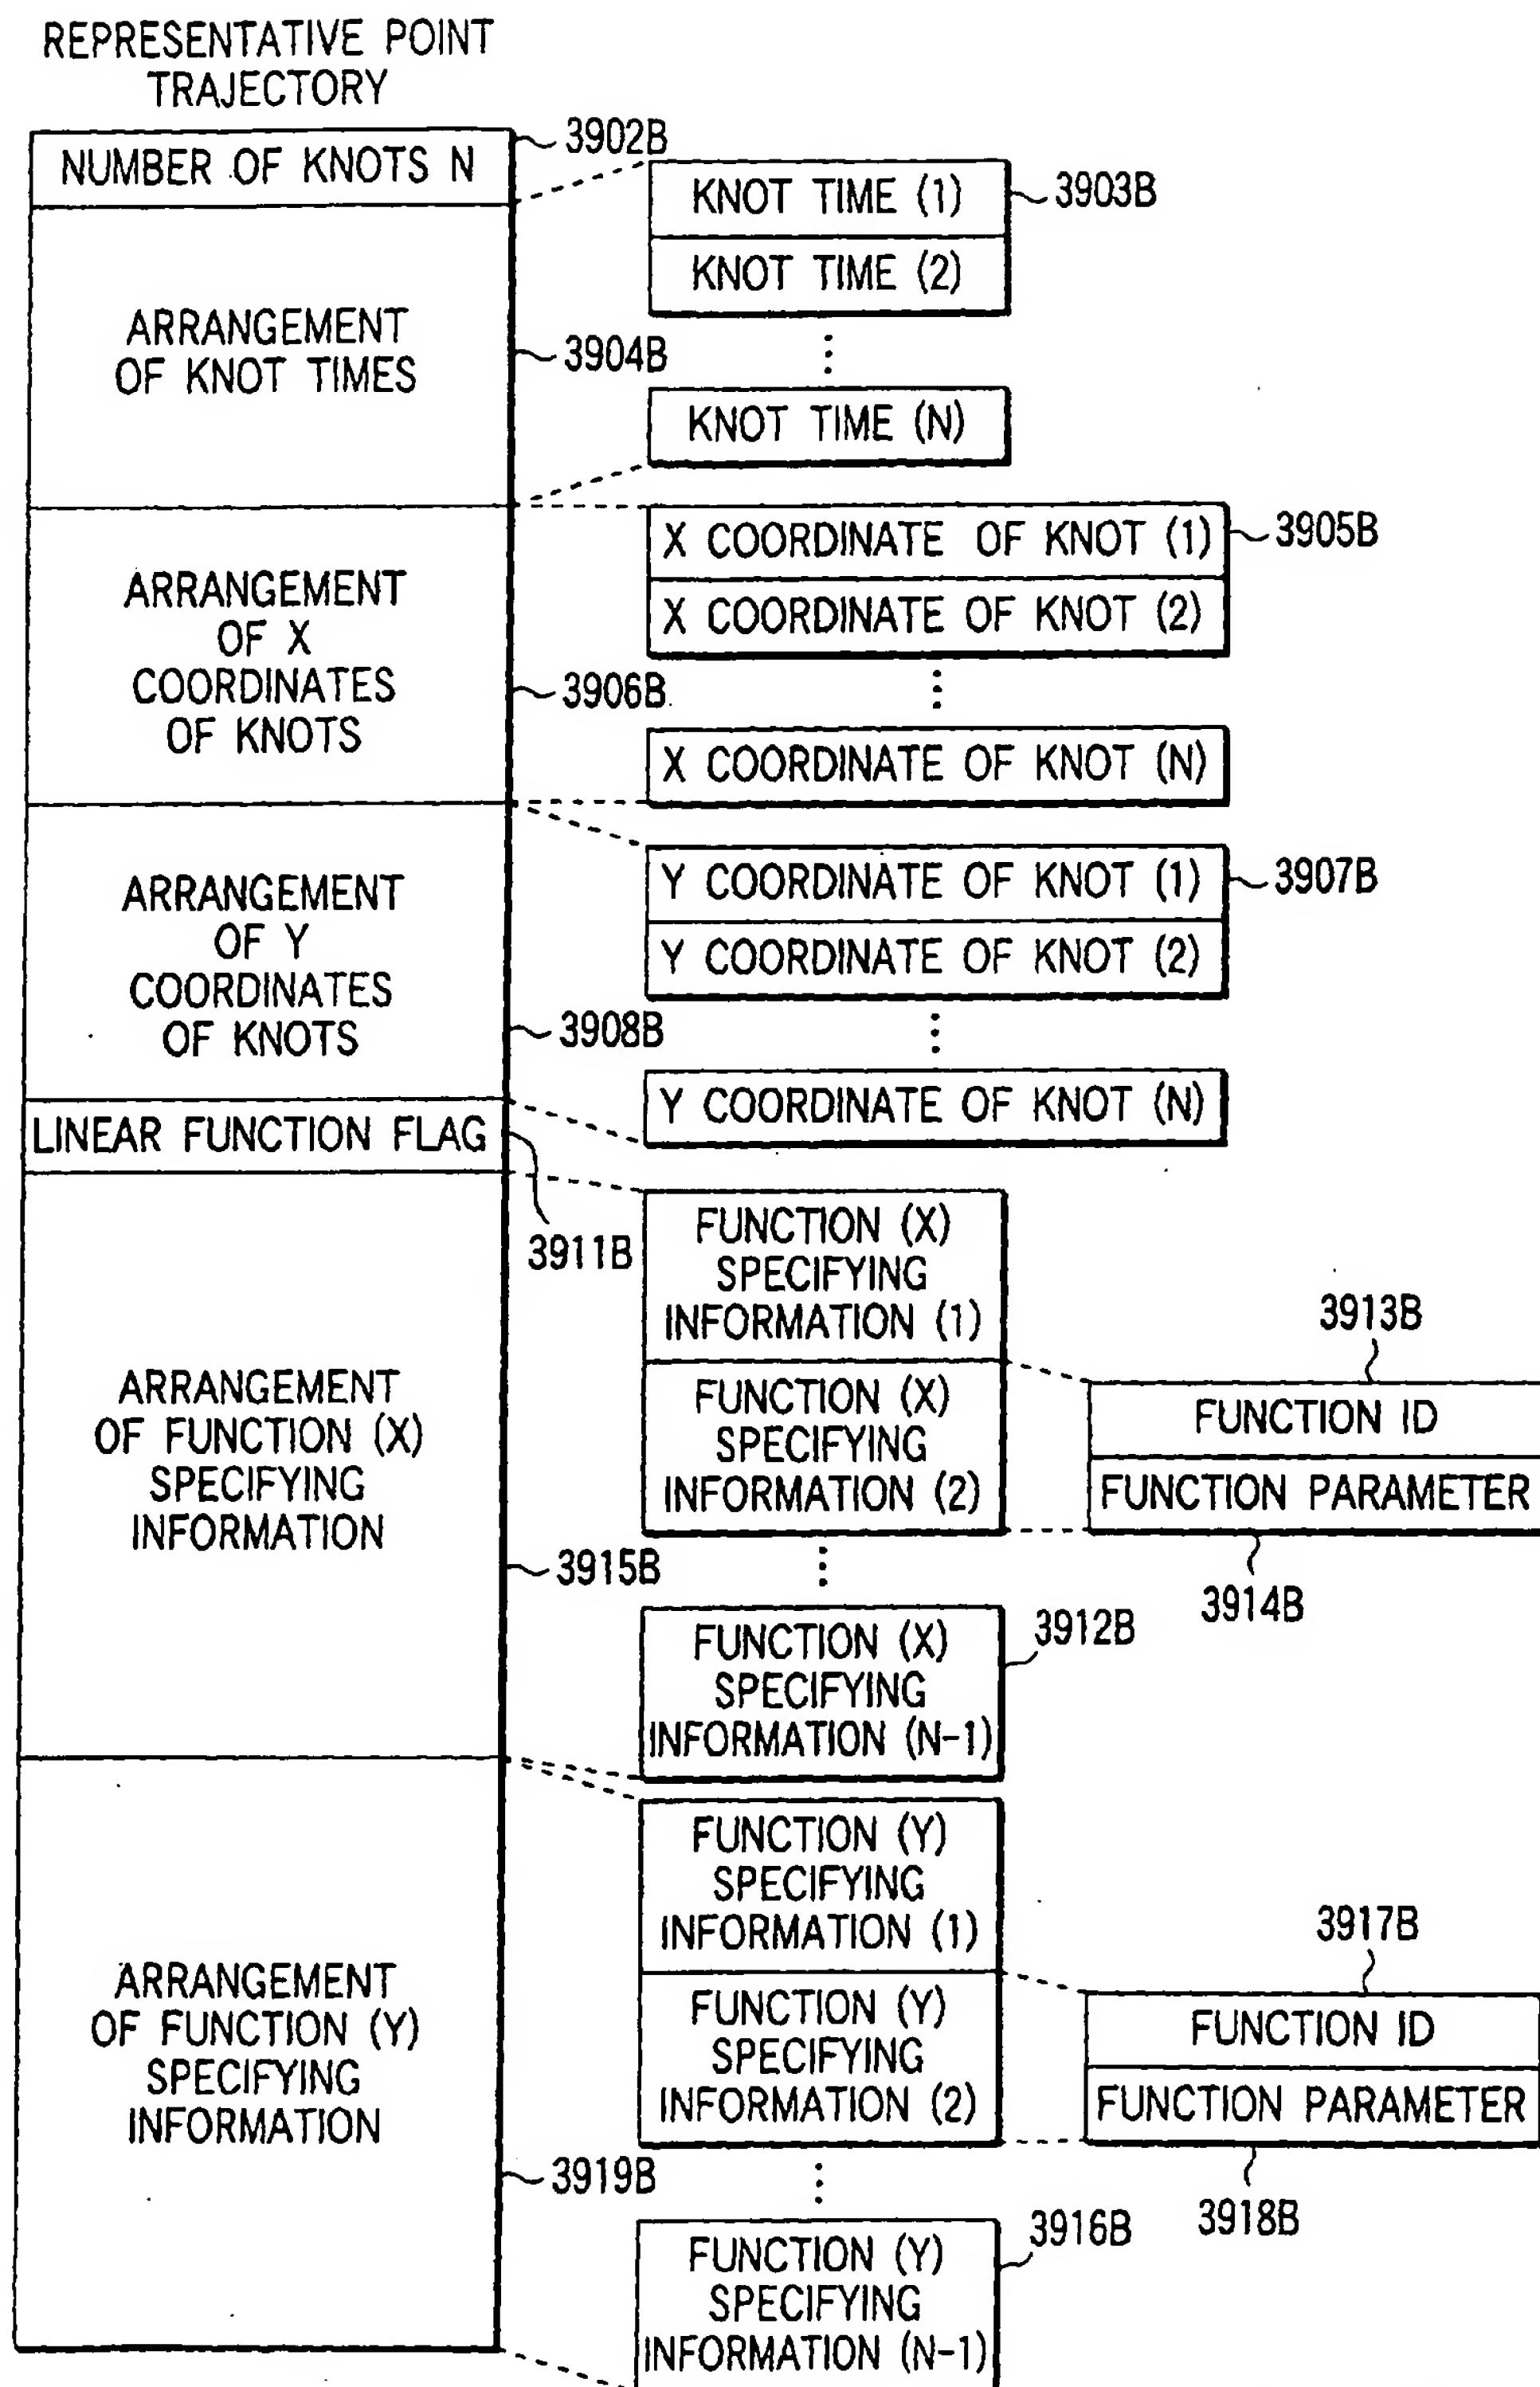 REPRESENTATIVE POINT
TRAJECTORY
NUMBER OF KNOTS N
3902B
KNOT TIME (1)
3903B
KNOT TIME (2)
ARRANGEMENT
OF KNOT TIMES
3904B
KNOT TIME (N)
X COORDINATE OF KNOT (1)
3905B
X COORDINATE OF KNOT (2)
ARRANGEMENT
OF X
COORDINATES
OF KNOTS
3906B
X COORDINATE OF KNOT (N)
Y COORDINATE OF KNOT (1)
3907B
Y COORDINATE OF KNOT (2)
ARRANGEMENT
OF Y
COORDINATES
OF KNOTS
3908B
Y COORDINATE OF KNOT (N)
LINEAR FUNCTION FLAG
3911B
FUNCTION (X)
SPECIFYING
INFORMATION (1)
FUNCTION (X)
SPECIFYING
INFORMATION (2)
3913B
FUNCTION ID
FUNCTION PARAMETER
3914B
ARRANGEMENT
OF FUNCTION (X)
SPECIFYING
INFORMATION
3915B
FUNCTION (X)
SPECIFYING
INFORMATION (N-1)
3912B
FUNCTION (Y)
SPECIFYING
INFORMATION (1)
FUNCTION (Y)
SPECIFYING
INFORMATION (2)
3917B
FUNCTION ID
FUNCTION PARAMETER
3918B
ARRANGEMENT
OF FUNCTION (Y)
SPECIFYING
INFORMATION
3919B
FUNCTION (Y)
SPECIFYING
INFORMATION (N-1)
3916B